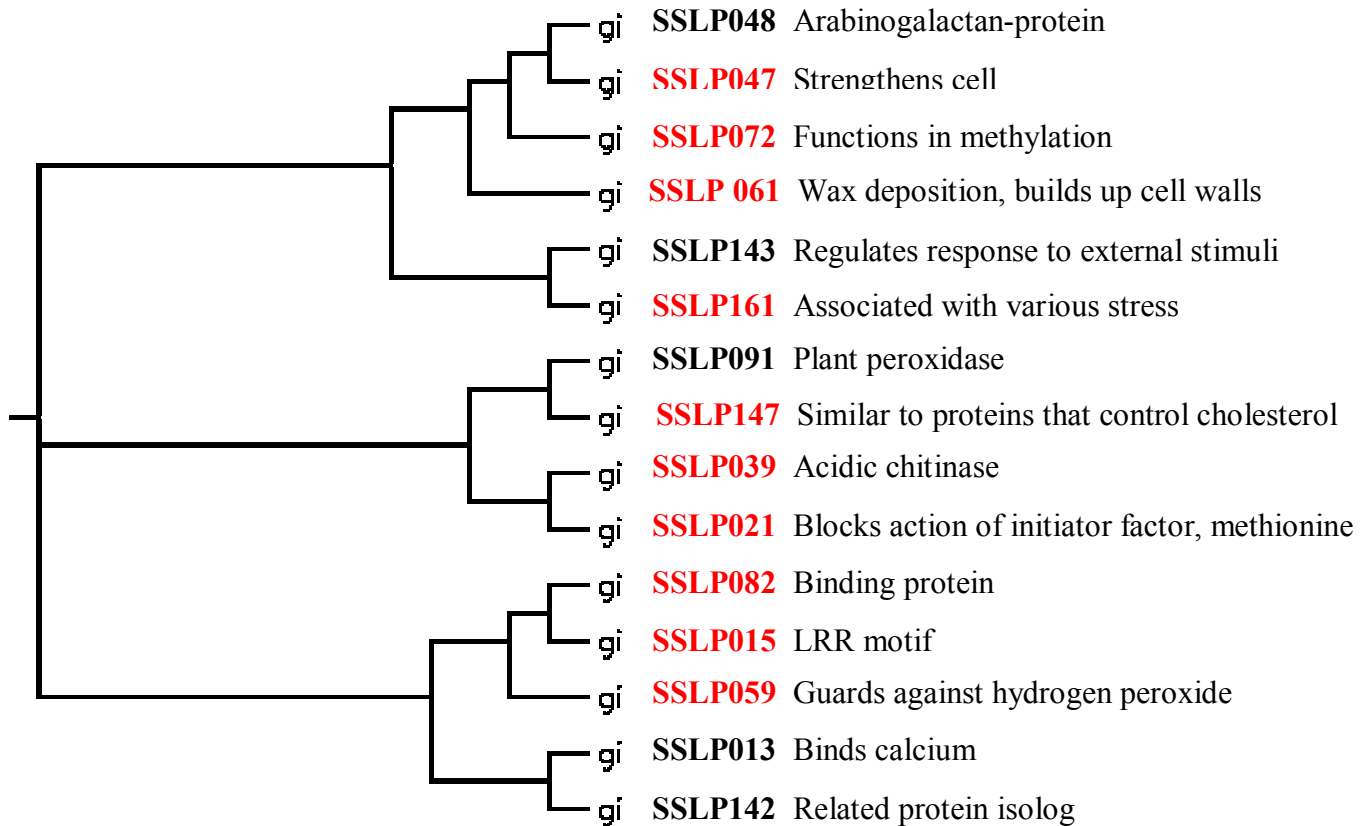 gi SSLP048 Arabinogalactan-protein
gi SSLP047 Strengthens cell
gi SSLP072 Functions in methylation
gi SSLP 061 Wax deposition, builds up cell walls
gi SSLP143 Regulates response to external stimuli
gi SSLP161 Associated with various stress
gi SSLP091 Plant peroxidase
gi SSLP147 Similar to proteins that control cholesterol
gi SSLP039 Acidic chitinase
gi SSLP021 Blocks action of initiator factor, methionine
gi SSLP082 Binding protein
gi SSLP015 LRR motif
gi SSLP059 Guards against hydrogen peroxide
gi SSLP013 Binds calcium
gi SSLP142 Related protein isolog